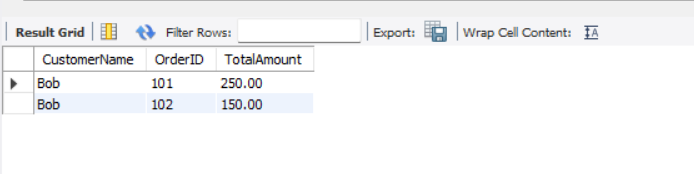 Result Grid Filter Rows: Export: Wrap Cell Content: IA
CustomerName OrderID TotalAmount
Bob 101 250.00
Bob 102 150.00